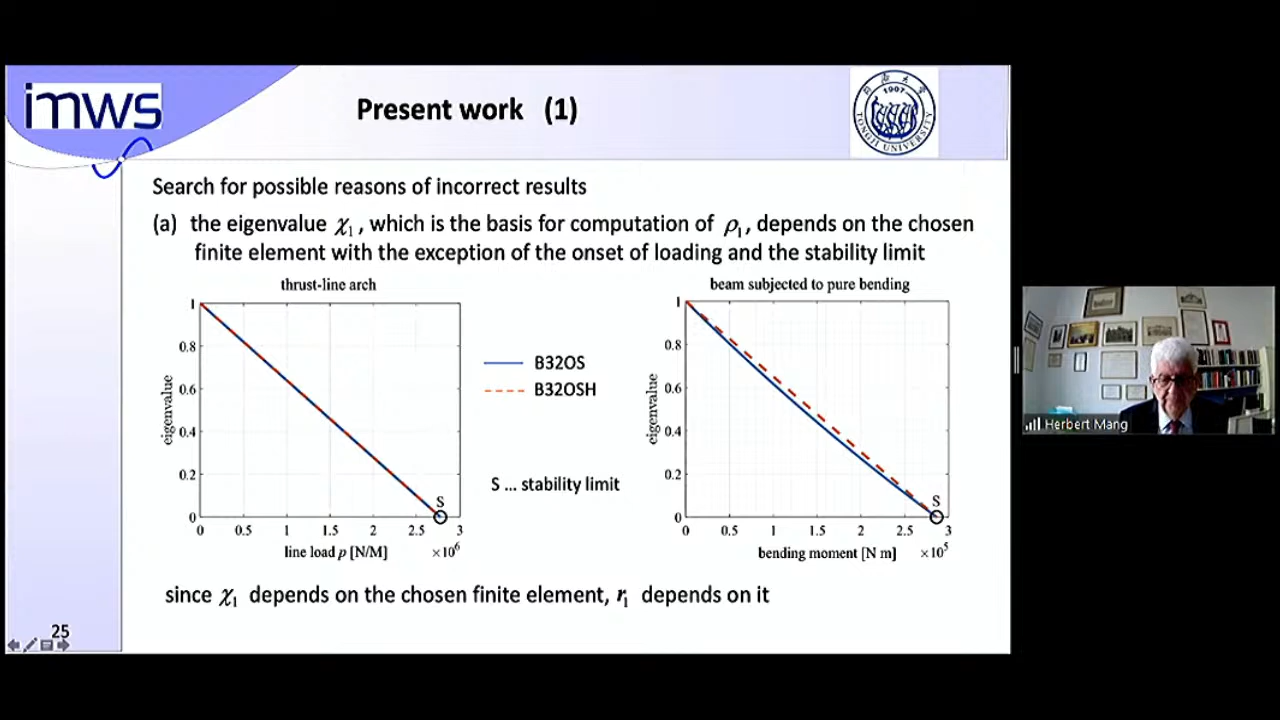 imws
Present work (1)
1907
TONGJI UNIVERSITY
Search for possible reasons of incorrect results
(a) the eigenvalue χ₁, which is the basis for computation of ρ₁, depends on the chosen
finite element with the exception of the onset of loading and the stability limit
thrust-line arch
1
0.8
0.6
0.4
0.2
0
eigenvalue
S
0 0.5 1 1.5 2 2.5 3
line load p [N/M] ×10⁶
B32OS
B32OSH
S ... stability limit
beam subjected to pure bending
1
0.8
0.6
0.4
0.2
0
eigenvalue
S
0 0.5 1 1.5 2 2.5 3
bending moment [N m] ×10⁵
since χ₁ depends on the chosen finite element, r₁ depends on it
25
Herbert Mang